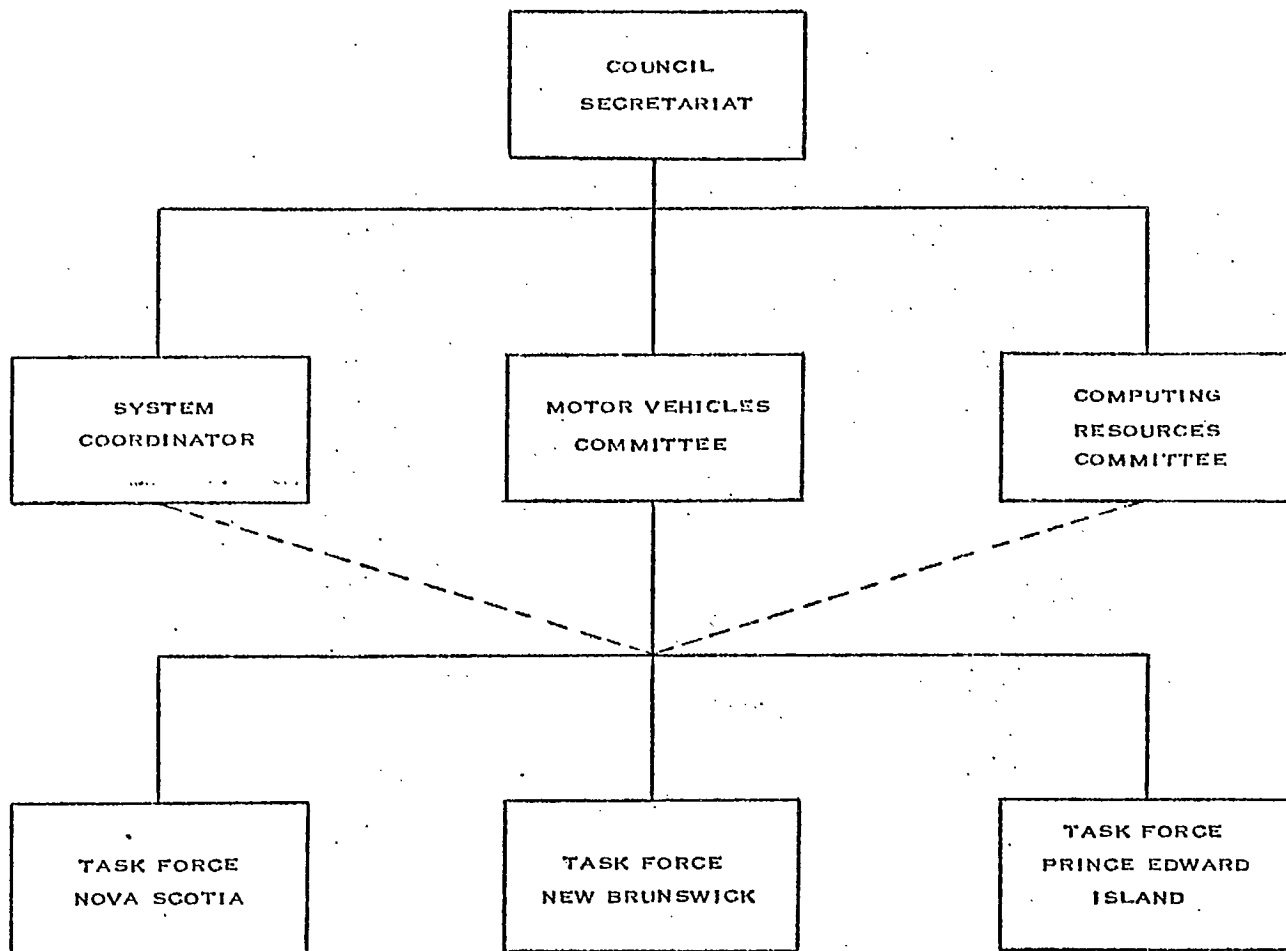 COUNCIL
SECRETARIAT
SYSTEM
COORDINATOR
MOTOR VEHICLES
COMMITTEE
COMPUTING
RESOURCES
COMMITTEE
TASK FORCE
NOVA SCOTIA
TASK FORCE
NEW BRUNSWICK
TASK FORCE
PRINCE EDWARD
ISLAND